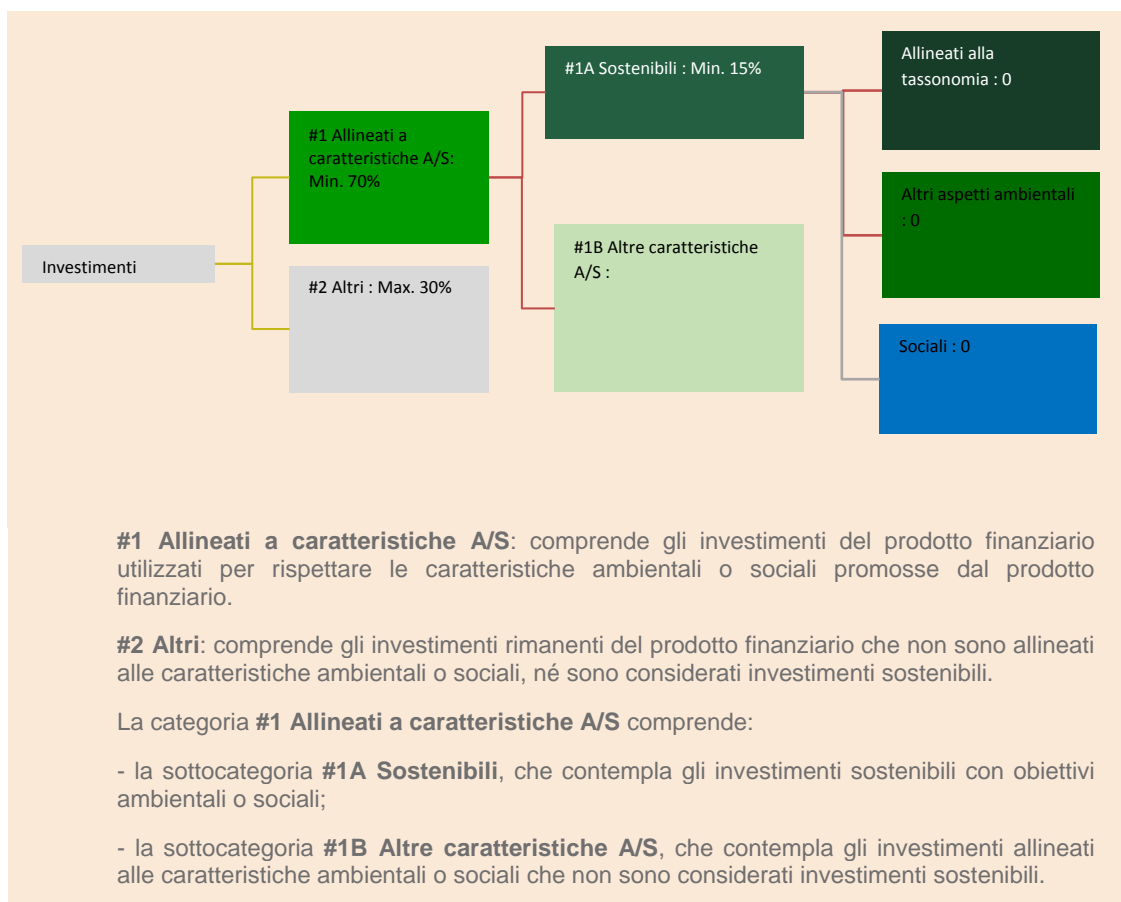 Investimenti
#1 Allineati a
caratteristiche A/S:
Min. 70%
#2 Altri : Max. 30%
#1A Sostenibili : Min. 15%
#1B Altre caratteristiche
A/S :
Allineati alla
tassonomia : 0
Altri aspetti ambientali
: 0
Sociali : 0
#1 Allineati a caratteristiche A/S: comprende gli investimenti del prodotto finanziario
utilizzati per rispettare le caratteristiche ambientali o sociali promosse dal prodotto
finanziario.
#2 Altri: comprende gli investimenti rimanenti del prodotto finanziario che non sono allineati
alle caratteristiche ambientali o sociali, né sono considerati investimenti sostenibili.
La categoria #1 Allineati a caratteristiche A/S comprende:
- la sottocategoria #1A Sostenibili, che contempla gli investimenti sostenibili con obiettivi
ambientali o sociali;
- la sottocategoria #1B Altre caratteristiche A/S, che contempla gli investimenti allineati
alle caratteristiche ambientali o sociali che non sono considerati investimenti sostenibili.